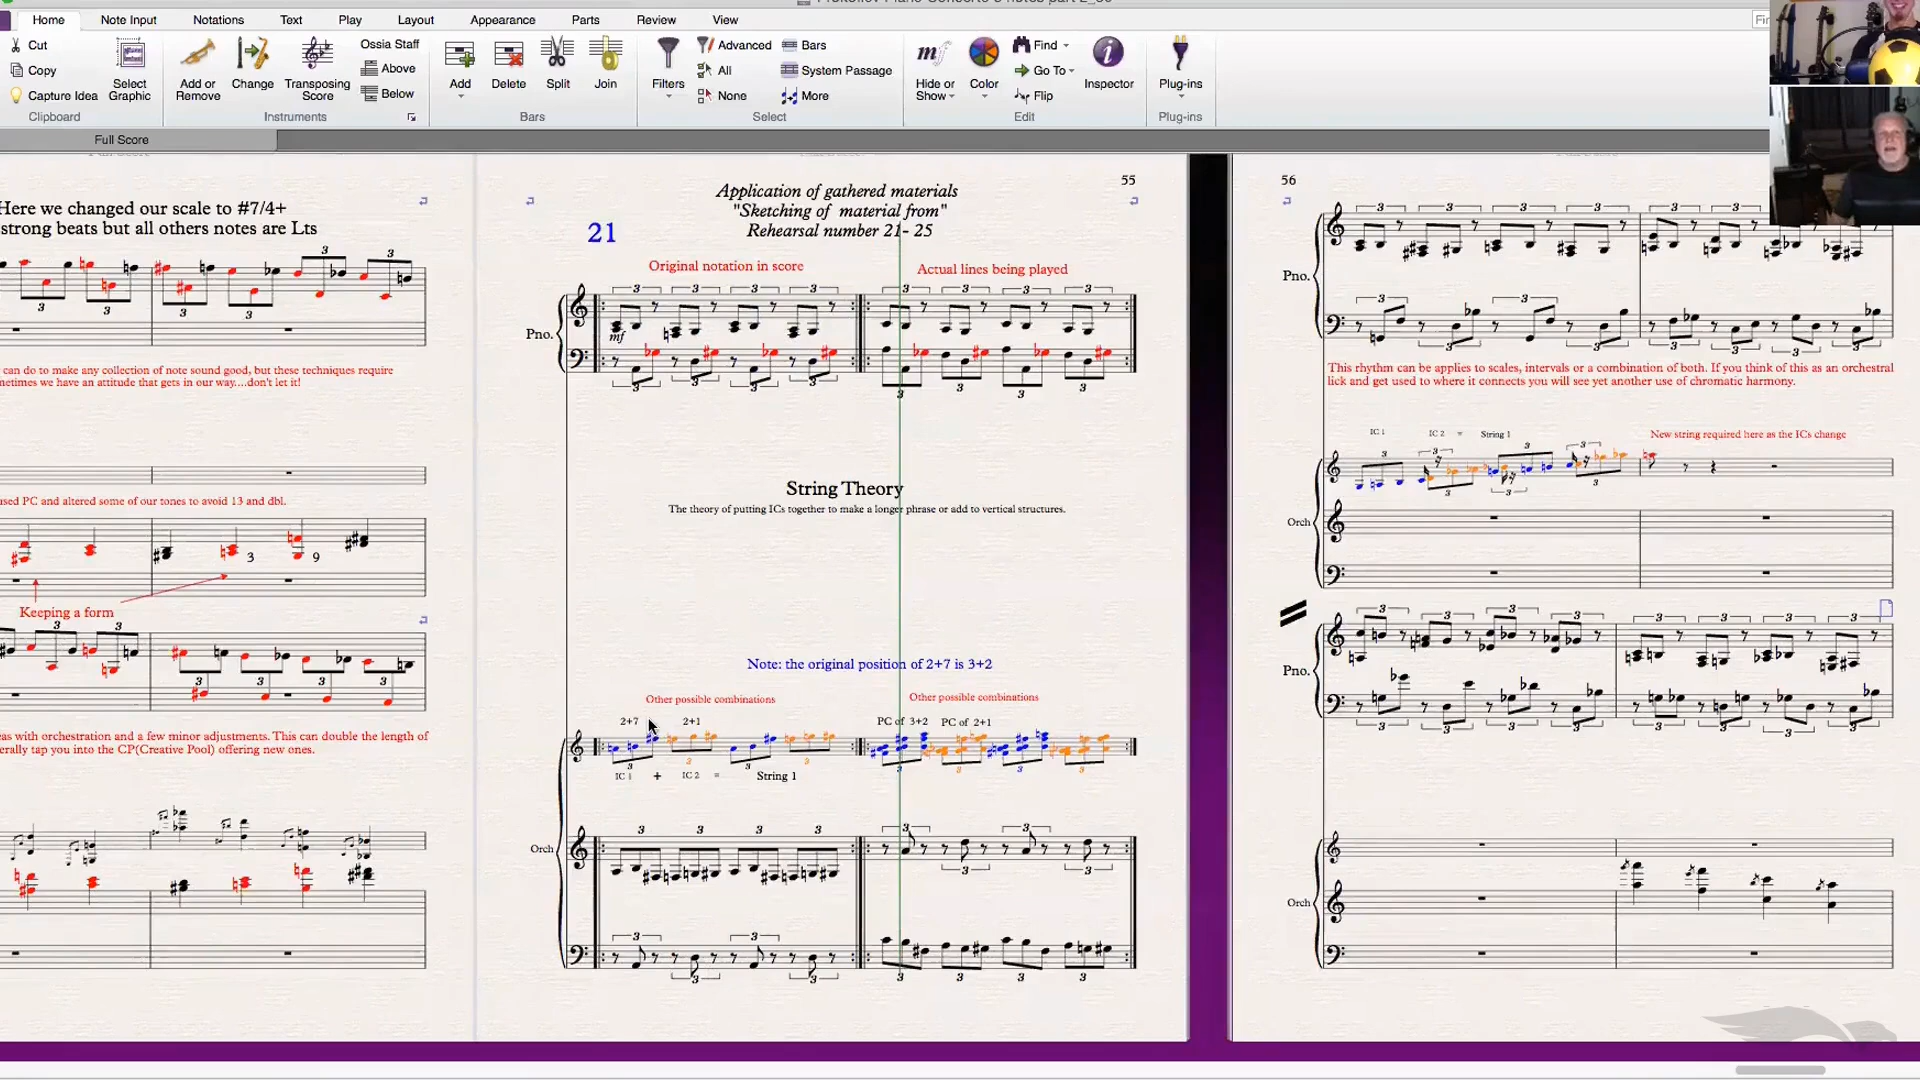 Home Note Input Notations Text Play Layout Appearance Parts Review View
Cut
Copy
Capture Idea
Clipboard
Select Graphic
Add or Remove
Change
Transposing Score
Ossia Staff
Above
Below
Instruments
Add
Delete
Split
Join
Bars
Filters
Advanced
All
None
Bars
System Passage
More
Select
Hide or Show
Color
Find
Go To
Flip
Inspector
Edit
Plug-ins
Plug-ins
Full Score
Here we changed our scale to #7/4+
strong beats but all others notes are Lts
can do to make any collection of note sound good, but these techniques require
metimes we have an attitude that gets in our way....don't let it!
used PC and altered some of our tones to avoid 13 and dbl.
3 9
Keeping a form
eas with orchestration and a few minor adjustments. This can double the length of
erally tap you into the CP(Creative Pool) offering new ones.
55
Application of gathered materials
"Sketching of material from"
Rehearsal number 21- 25
21
Original notation in score
Actual lines being played
Pno.
mf
String Theory
The theory of putting ICs together to make a longer phrase or add to vertical structures.
Note: the original position of 2+7 is 3+2
Other possible combinations
Other possible combinations
2+7 2+1
PC of 3+2 PC of 2+1
IC 1 + IC 2 = String 1
Orch
56
Pno.
This rhythm can be applies to scales, intervals or a combination of both. If you think of this as an orchestral
lick and get used to where it connects you will see yet another use of chromatic harmony.
IC 1 IC 2 = String 1
New string required here as the ICs change
Orch
Pno.
Orch